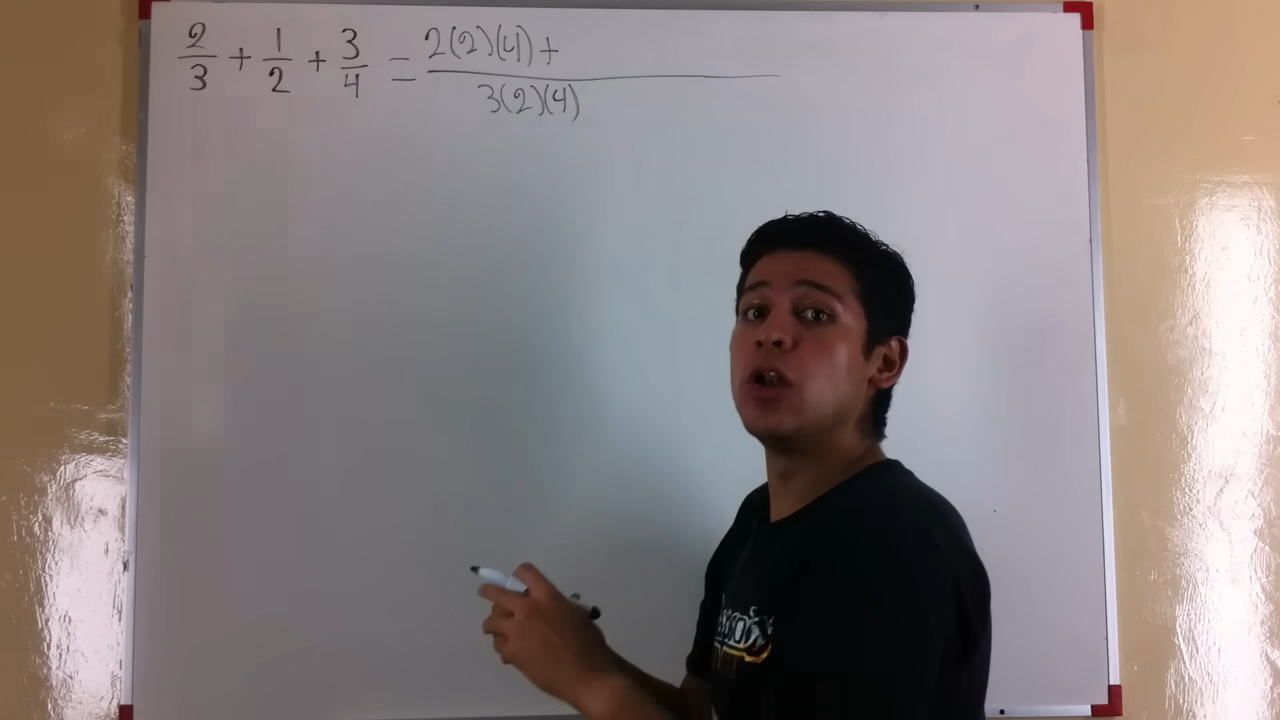 2/3 + 1/2 + 3/4 = 2(2)(4)+ / 3(2)(4)